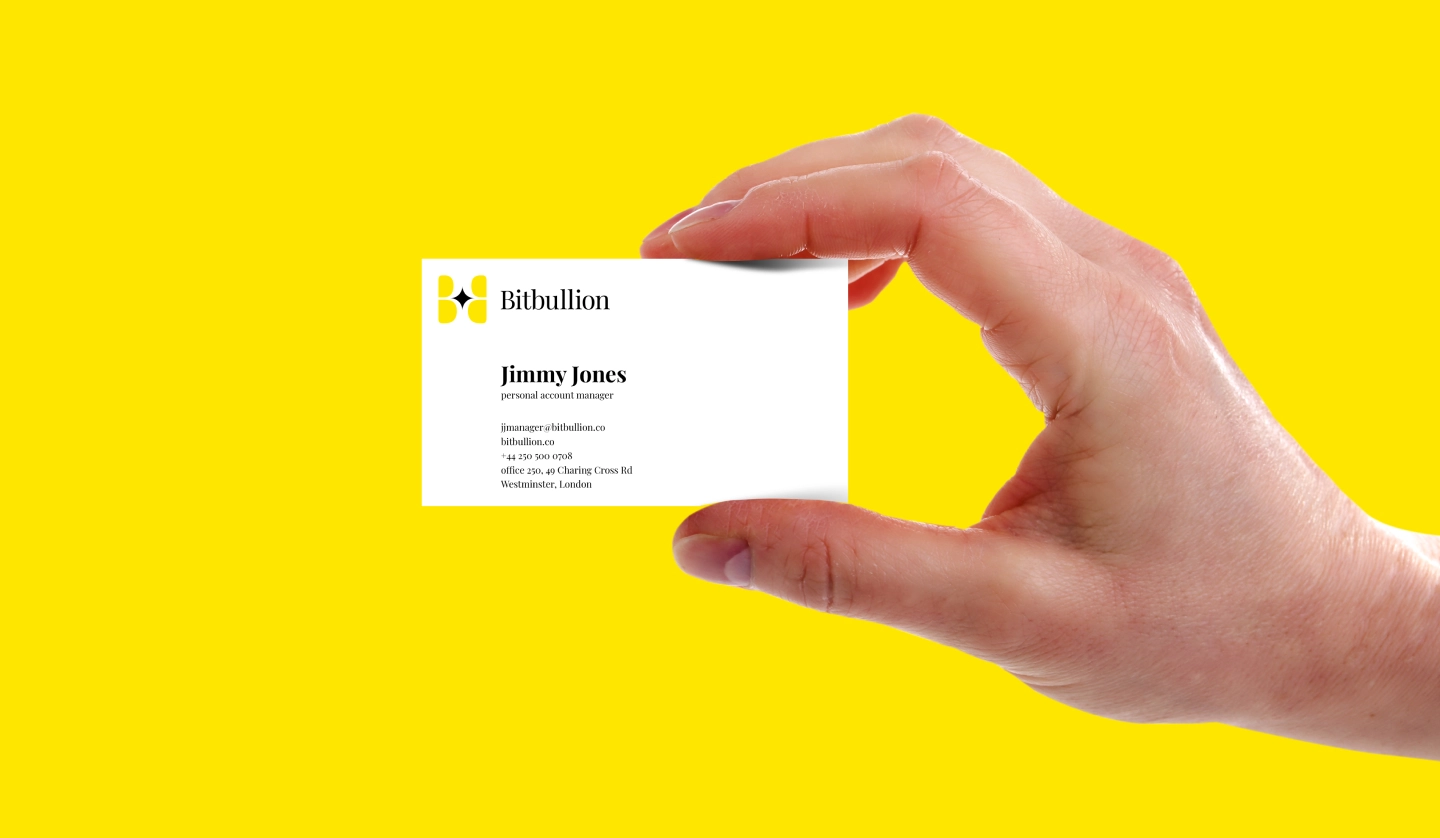 Bitbullion
Jimmy Jones
personal account manager
jjmanager@bitbullion.co
bitbullion.co
+44 250 500 0708
office 250, 49 Charing Cross Rd
Westminster, London